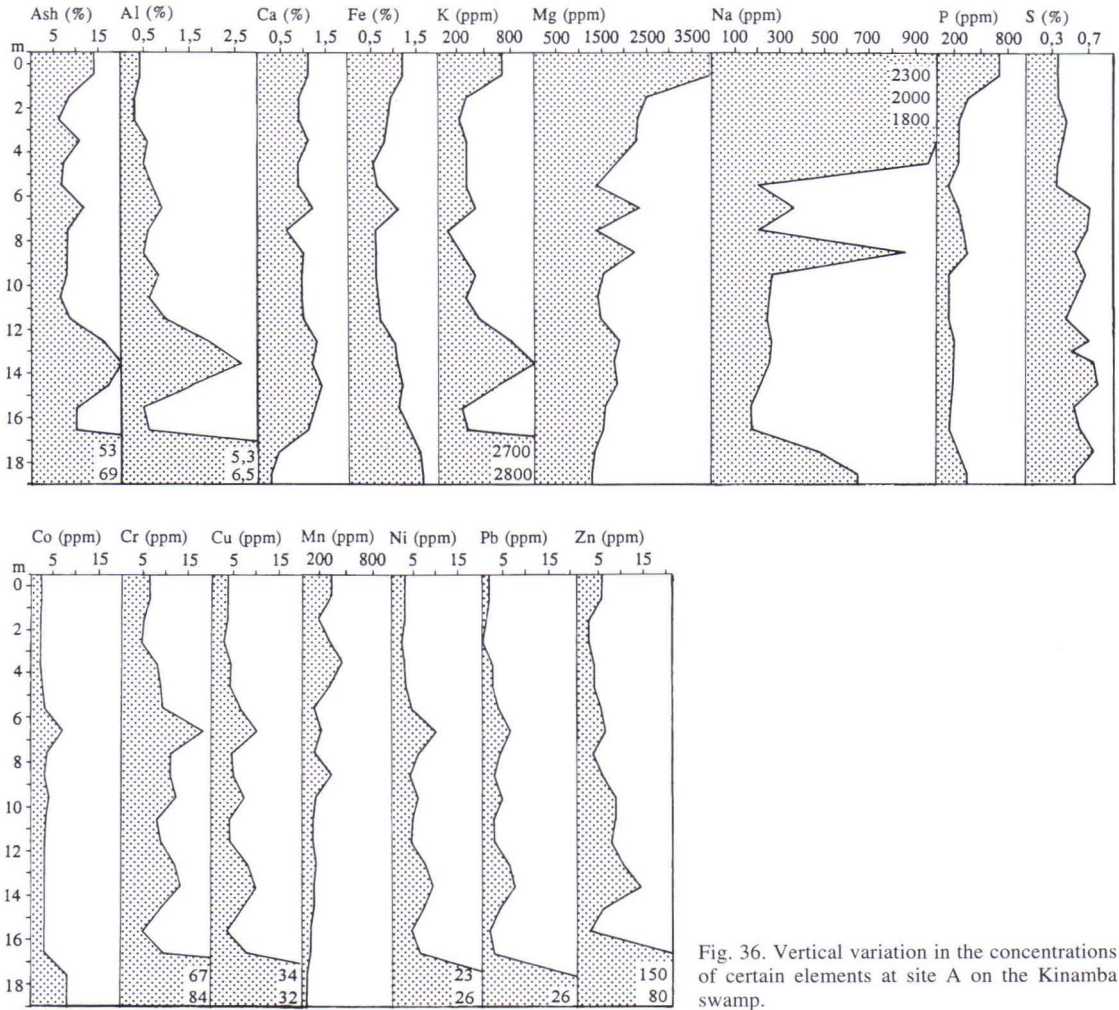 Ash (%) Al (%) Ca (%) Fe (%) K (ppm) Mg (ppm) Na (ppm) P (ppm) S (%)
m 5 15 0,5 1,5 2,5 0,5 1,5 0,5 1,5 200 800 500 1500 2500 3500 100 300 500 700 900 200 800 0,3 0,7
0
2300
2000
2
1800
4
6
8
10
12
14
16
53 5,3 2700
18 69 6,5 2800
Co (ppm) Cr (ppm) Cu (ppm) Mn (ppm) Ni (ppm) Pb (ppm) Zn (ppm)
m 5 15 5 15 5 15 200 800 5 15 5 15 5 15
0
2
4
6
8
10
12
14
16
67 34 23 150
18 84 32 26 26 80
Fig. 36. Vertical variation in the concentrations
of certain elements at site A on the Kinamba
swamp.